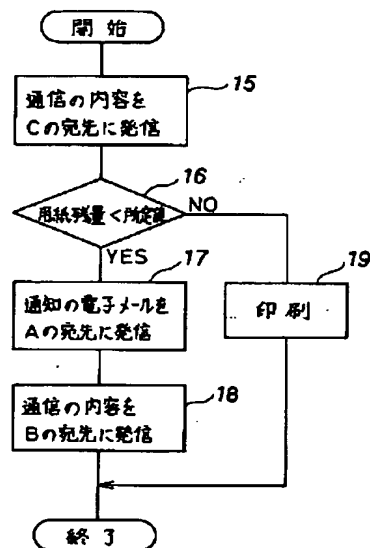 開始
通信の内容を
Cの宛先に発信
15
用紙残量<所定値
16
NO
YES
通知の電子メールを
Aの宛先に発信
17
印刷
19
通信の内容を
Bの宛先に発信
18
終了